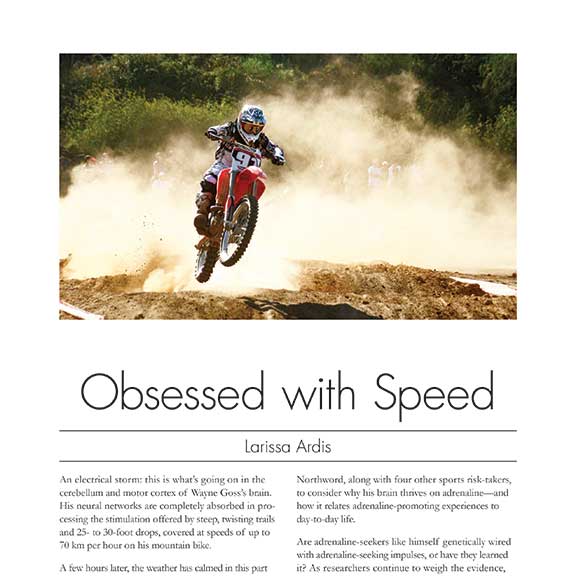 9
Obsessed with Speed
Larissa Ardis
An electrical storm: this is what's going on in the
cerebellum and motor cortex of Wayne Goss's brain.
His neural networks are completely absorbed in pro-
cessing the stimulation offered by steep, twisting trails
and 25- to 30-foot drops, covered at speeds of up to
70 km per hour on his mountain bike.
A few hours later, the weather has calmed in this part
Northword, along with four other sports risk-takers,
to consider why his brain thrives on adrenaline—and
how it relates adrenaline-promoting experiences to
day-to-day life.
Are adrenaline-seekers like himself genetically wired
with adrenaline-seeking impulses, or have they learned
it? As researchers continue to weigh the evidence,